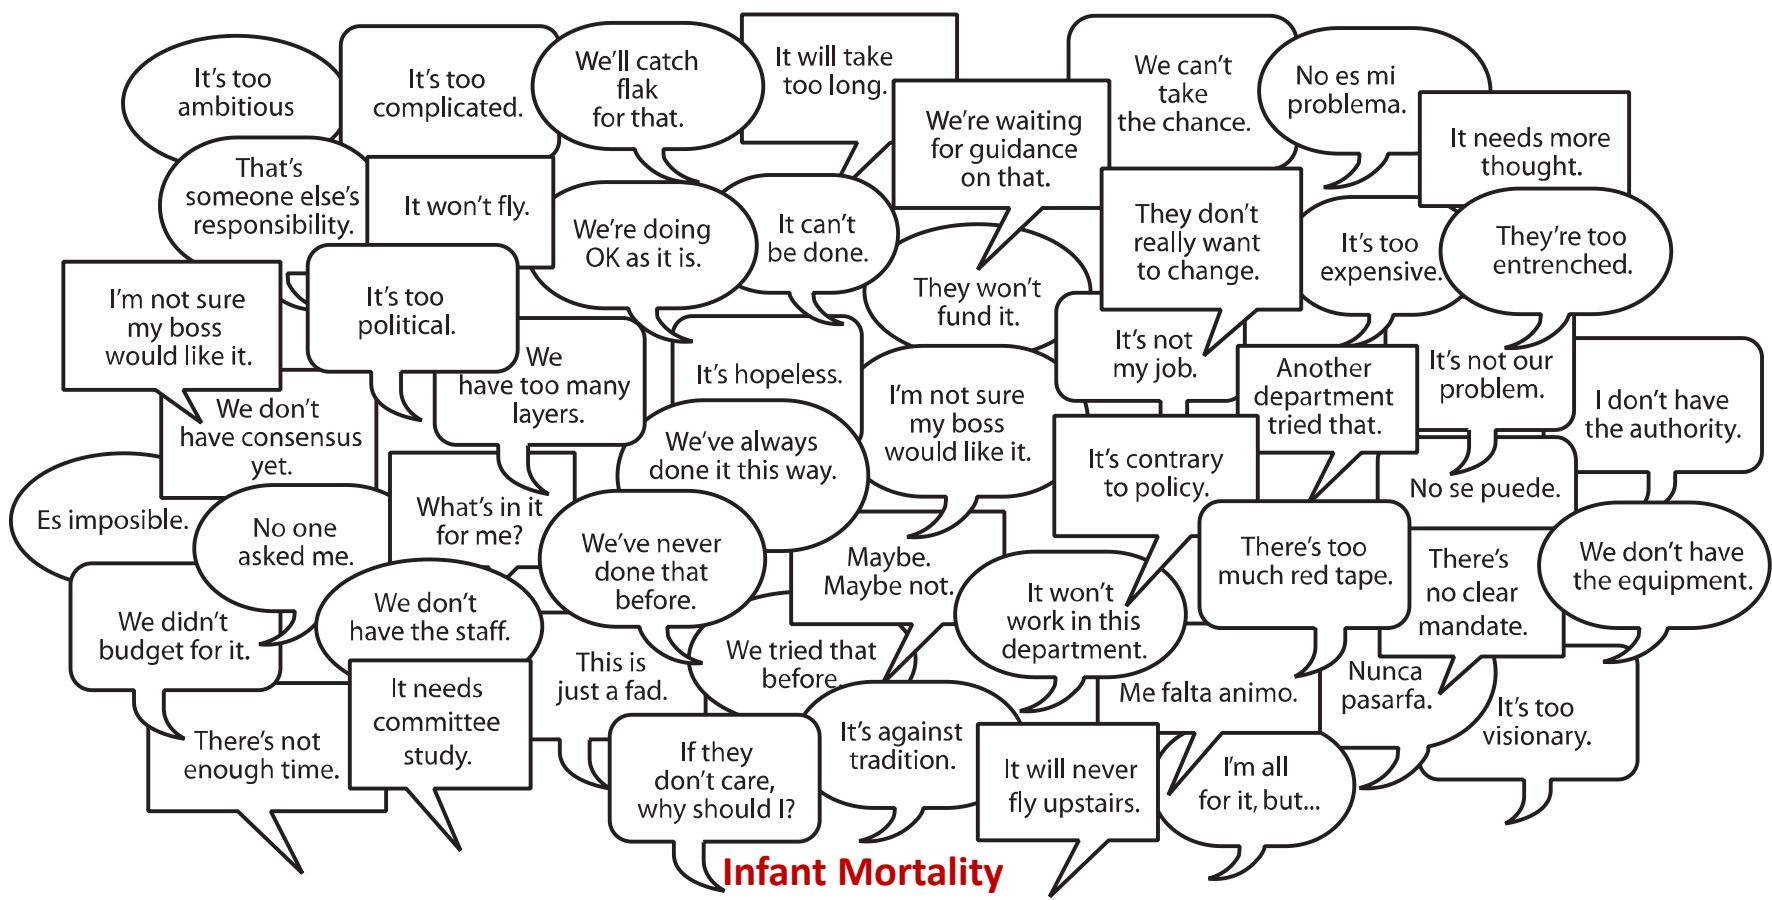 It's too
ambitious
It's too
complicated.
We'll catch
flak
for that.
It will take
too long.
We can't
take
the chance.
No es mi
problema.
We're waiting
for guidance
on that.
It needs more
thought.
That's
someone else's
responsibility.
It won't fly.
We're doing
OK as it is.
It can't
be done.
They don't
really want
to change.
It's too
expensive.
They're too
entrenched.
I'm not sure
my boss
would like it.
It's too
political.
They won't
fund it.
We
have too many
layers.
It's hopeless.
It's not
my job.
Another
department
tried that.
It's not our
problem.
I'm not sure
my boss
would like it.
I don't have
the authority.
We don't
have consensus
yet.
We've always
done it this way.
It's contrary
to policy.
No se puede.
Es imposible.
No one
asked me.
What's in it
for me?
We've never
done that
before.
Maybe.
Maybe not.
There's too
much red tape.
There's
no clear
mandate.
We don't have
the equipment.
We didn't
budget for it.
We don't
have the staff.
It won't
work in this
department.
This is
just a fad.
We tried that
before.
Me falta animo.
Nunca
pasarfa.
It's too
visionary.
There's not
enough time.
It needs
committee
study.
If they
don't care,
why should I?
It's against
tradition.
It will never
fly upstairs.
I'm all
for it, but...
Infant Mortality